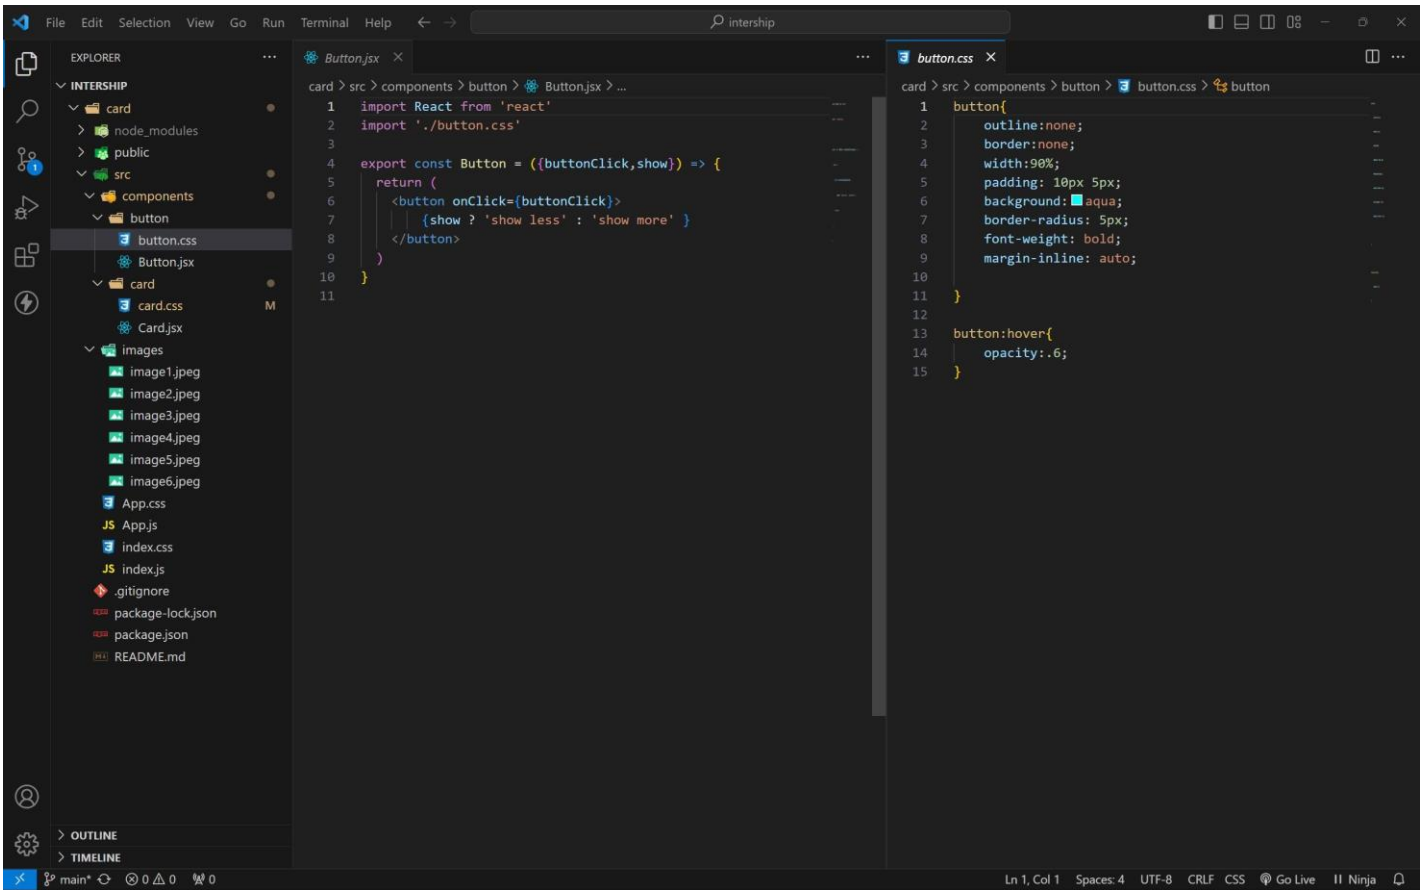 File Edit Selection View Go Run Terminal Help
intership
EXPLORER
INTERSHIP
card
node_modules
public
src
components
button
button.css
Button.jsx
card
card.css M
Card.jsx
images
image1.jpeg
image2.jpeg
image3.jpeg
image4.jpeg
image5.jpeg
image6.jpeg
App.css
JS App.js
index.css
JS index.js
.gitignore
package-lock.json
package.json
README.md
OUTLINE
TIMELINE
1
Button.jsx
card > src > components > button > Button.jsx > ...
1 import React from 'react'
2 import './button.css'
3
4 export const Button = ({buttonClick,show}) => {
5 return (
6 <button onClick={buttonClick}>
7 {show ? 'show less' : 'show more' }
8 </button>
9 )
10 }
11
button.css
card > src > components > button > button.css > button
1 button{
2 outline:none;
3 border:none;
4 width:90%;
5 padding: 10px 5px;
6 background: aqua;
7 border-radius: 5px;
8 font-weight: bold;
9 margin-inline: auto;
10
11 }
12
13 button:hover{
14 opacity:.6;
15 }
main* 0 0 0
Ln 1, Col 1 Spaces: 4 UTF-8 CRLF CSS Go Live Ninja